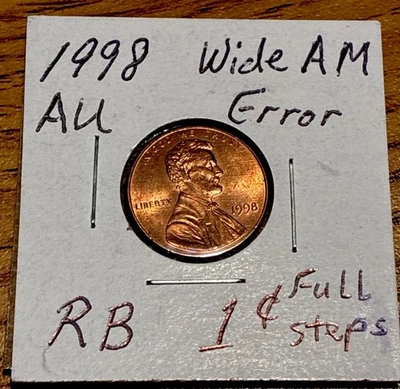 1998 Wide AM
AU Error
LIBERTY 1998
RB 1¢ Full
steps